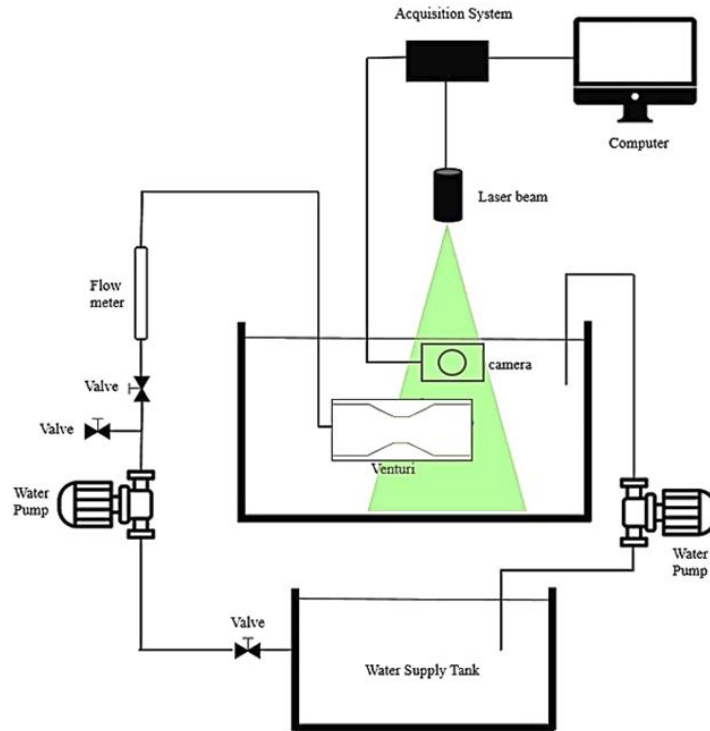 Acquisition System
Computer
Laser beam
Flow
meter
camera
Valve
Valve
Venturi
Water
Pump
Water
Pump
Valve
Water Supply Tank